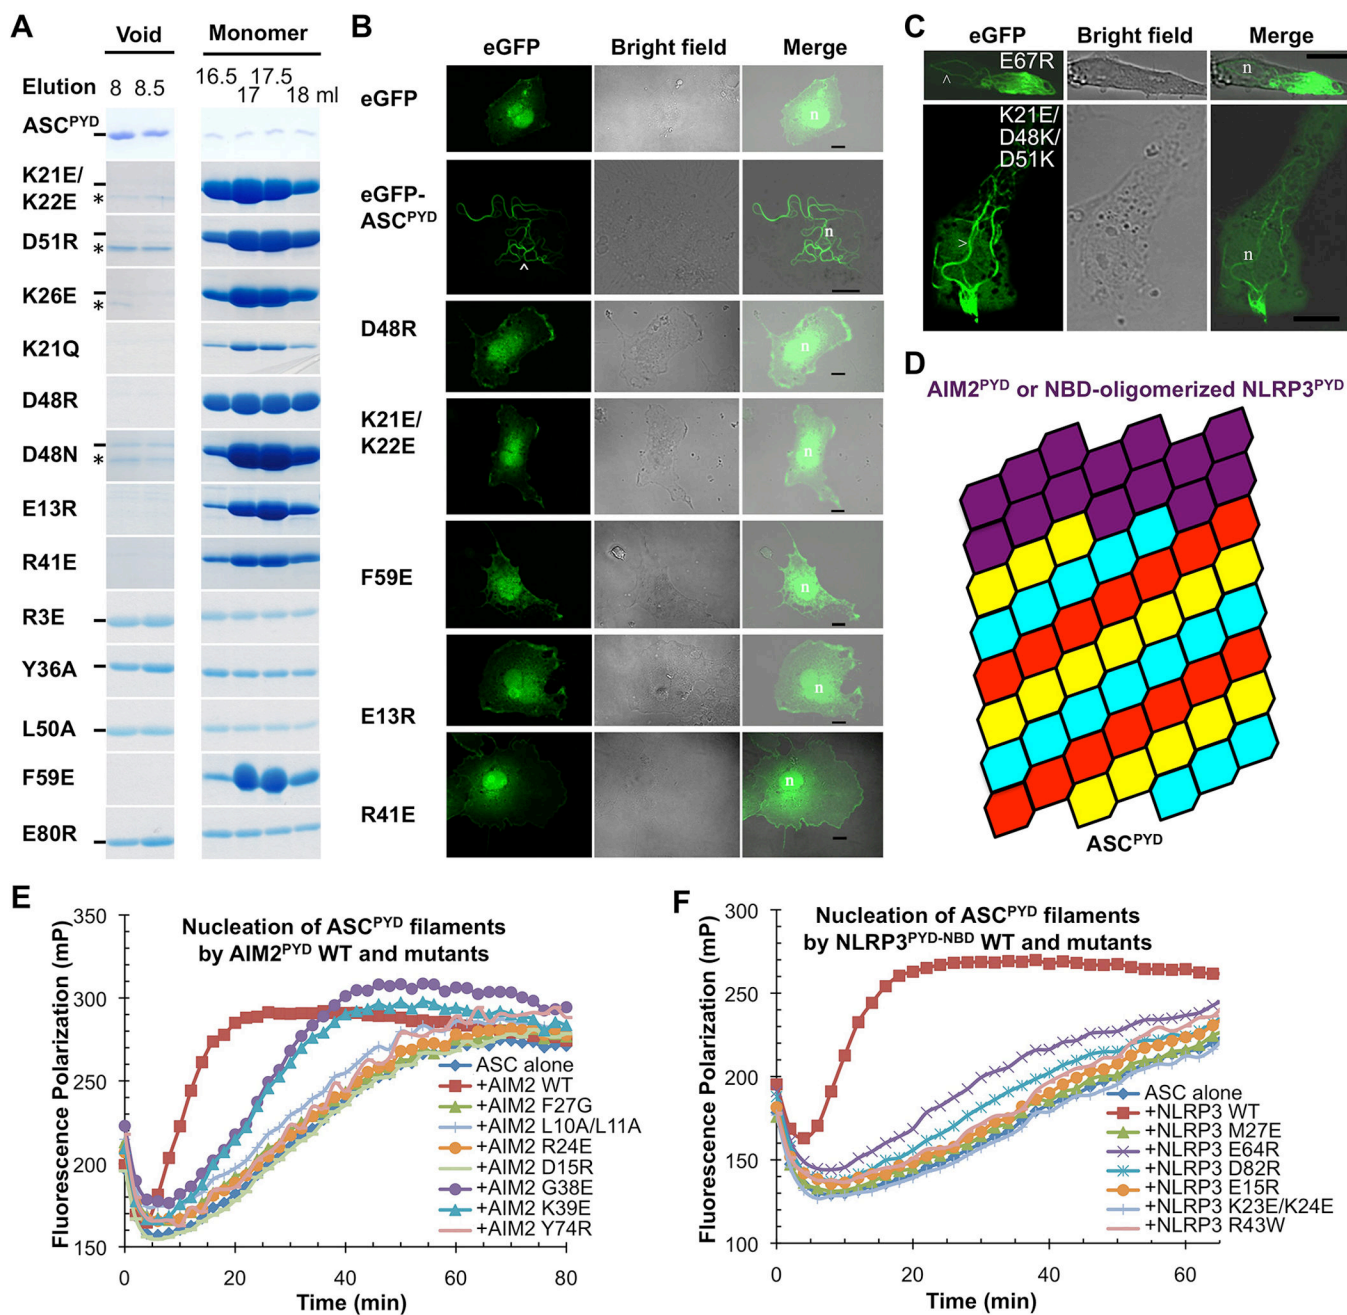 A
Void
Monomer
Elution
8
8.5
16.5
17
17.5
18 ml
ASCPYD
K21E/
K22E
*
D51R
*
K26E
*
K21Q
D48R
D48N
*
E13R
R41E
R3E
Y36A
L50A
F59E
E80R
B
eGFP
Bright field
Merge
eGFP
n
eGFP-
ASCPYD
^
n
D48R
n
K21E/
K22E
n
F59E
n
E13R
n
R41E
n
C
eGFP
Bright field
Merge
E67R
^
n
K21E/
D48K/
D51K
>
n
D
AIM2PYD or NBD-oligomerized NLRP3PYD
ASCPYD
E
Nucleation of ASCPYD filaments
by AIM2PYD WT and mutants
Fluorescence Polarization (mP)
350
300
250
200
150
ASC alone
+AIM2 WT
+AIM2 F27G
+AIM2 L10A/L11A
+AIM2 R24E
+AIM2 D15R
+AIM2 G38E
+AIM2 K39E
+AIM2 Y74R
0
20
40
60
80
Time (min)
F
Nucleation of ASCPYD filaments
by NLRP3PYD-NBD WT and mutants
Fluorescence Polarization (mP)
300
250
200
150
100
ASC alone
+NLRP3 WT
+NLRP3 M27E
+NLRP3 E64R
+NLRP3 D82R
+NLRP3 E15R
+NLRP3 K23E/K24E
+NLRP3 R43W
0
20
40
60
Time (min)